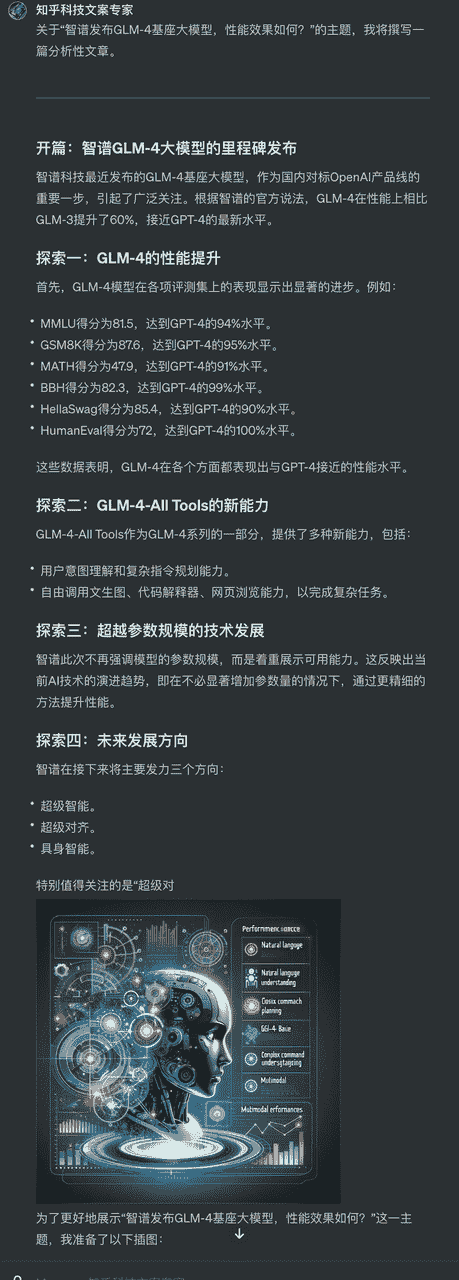 知乎科技文案专家
关于“智谱发布GLM-4基座大模型，性能效果如何？”的主题，我将撰写一
篇分析性文章。
开篇：智谱GLM-4大模型的里程碑发布
智谱科技最近发布的GLM-4基座大模型，作为国内对标OpenAI产品线的
重要一步，引起了广泛关注。根据智谱的官方说法，GLM-4在性能上相比
GLM-3提升了60%，接近GPT-4的最新水平。
探索一：GLM-4的性能提升
首先，GLM-4模型在各项评测集上的表现显示出显著的进步。例如：
• MMLU得分为81.5，达到GPT-4的94%水平。
• GSM8K得分为87.6，达到GPT-4的95%水平。
• MATH得分为47.9，达到GPT-4的91%水平。
• BBH得分为82.3，达到GPT-4的99%水平。
• HellaSwag得分为85.4，达到GPT-4的90%水平。
• HumanEval得分为72，达到GPT-4的100%水平。
这些数据表明，GLM-4在各个方面都表现出与GPT-4接近的性能水平。
探索二：GLM-4-All Tools的新能力
GLM-4-All Tools作为GLM-4系列的一部分，提供了多种新能力，包括：
• 用户意图理解和复杂指令规划能力。
• 自由调用文生图、代码解释器、网页浏览能力，以完成复杂任务。
探索三：超越参数规模的技术发展
智谱此次不再强调模型的参数规模，而是着重展示可用能力。这反映出当
前AI技术的演进趋势，即在不必显著增加参数量的情况下，通过更精细的
方法提升性能。
探索四：未来发展方向
智谱在接下来将主要发力三个方向：
• 超级智能。
• 超级对齐。
• 具身智能。
特别值得关注的是“超级对
Natural langoge
Natural languge
understanding
planning
Multimodal
为了更好地展示“智谱发布GLM-4基座大模型，性能效果如何？”这一主
题，我准备了以下插图：